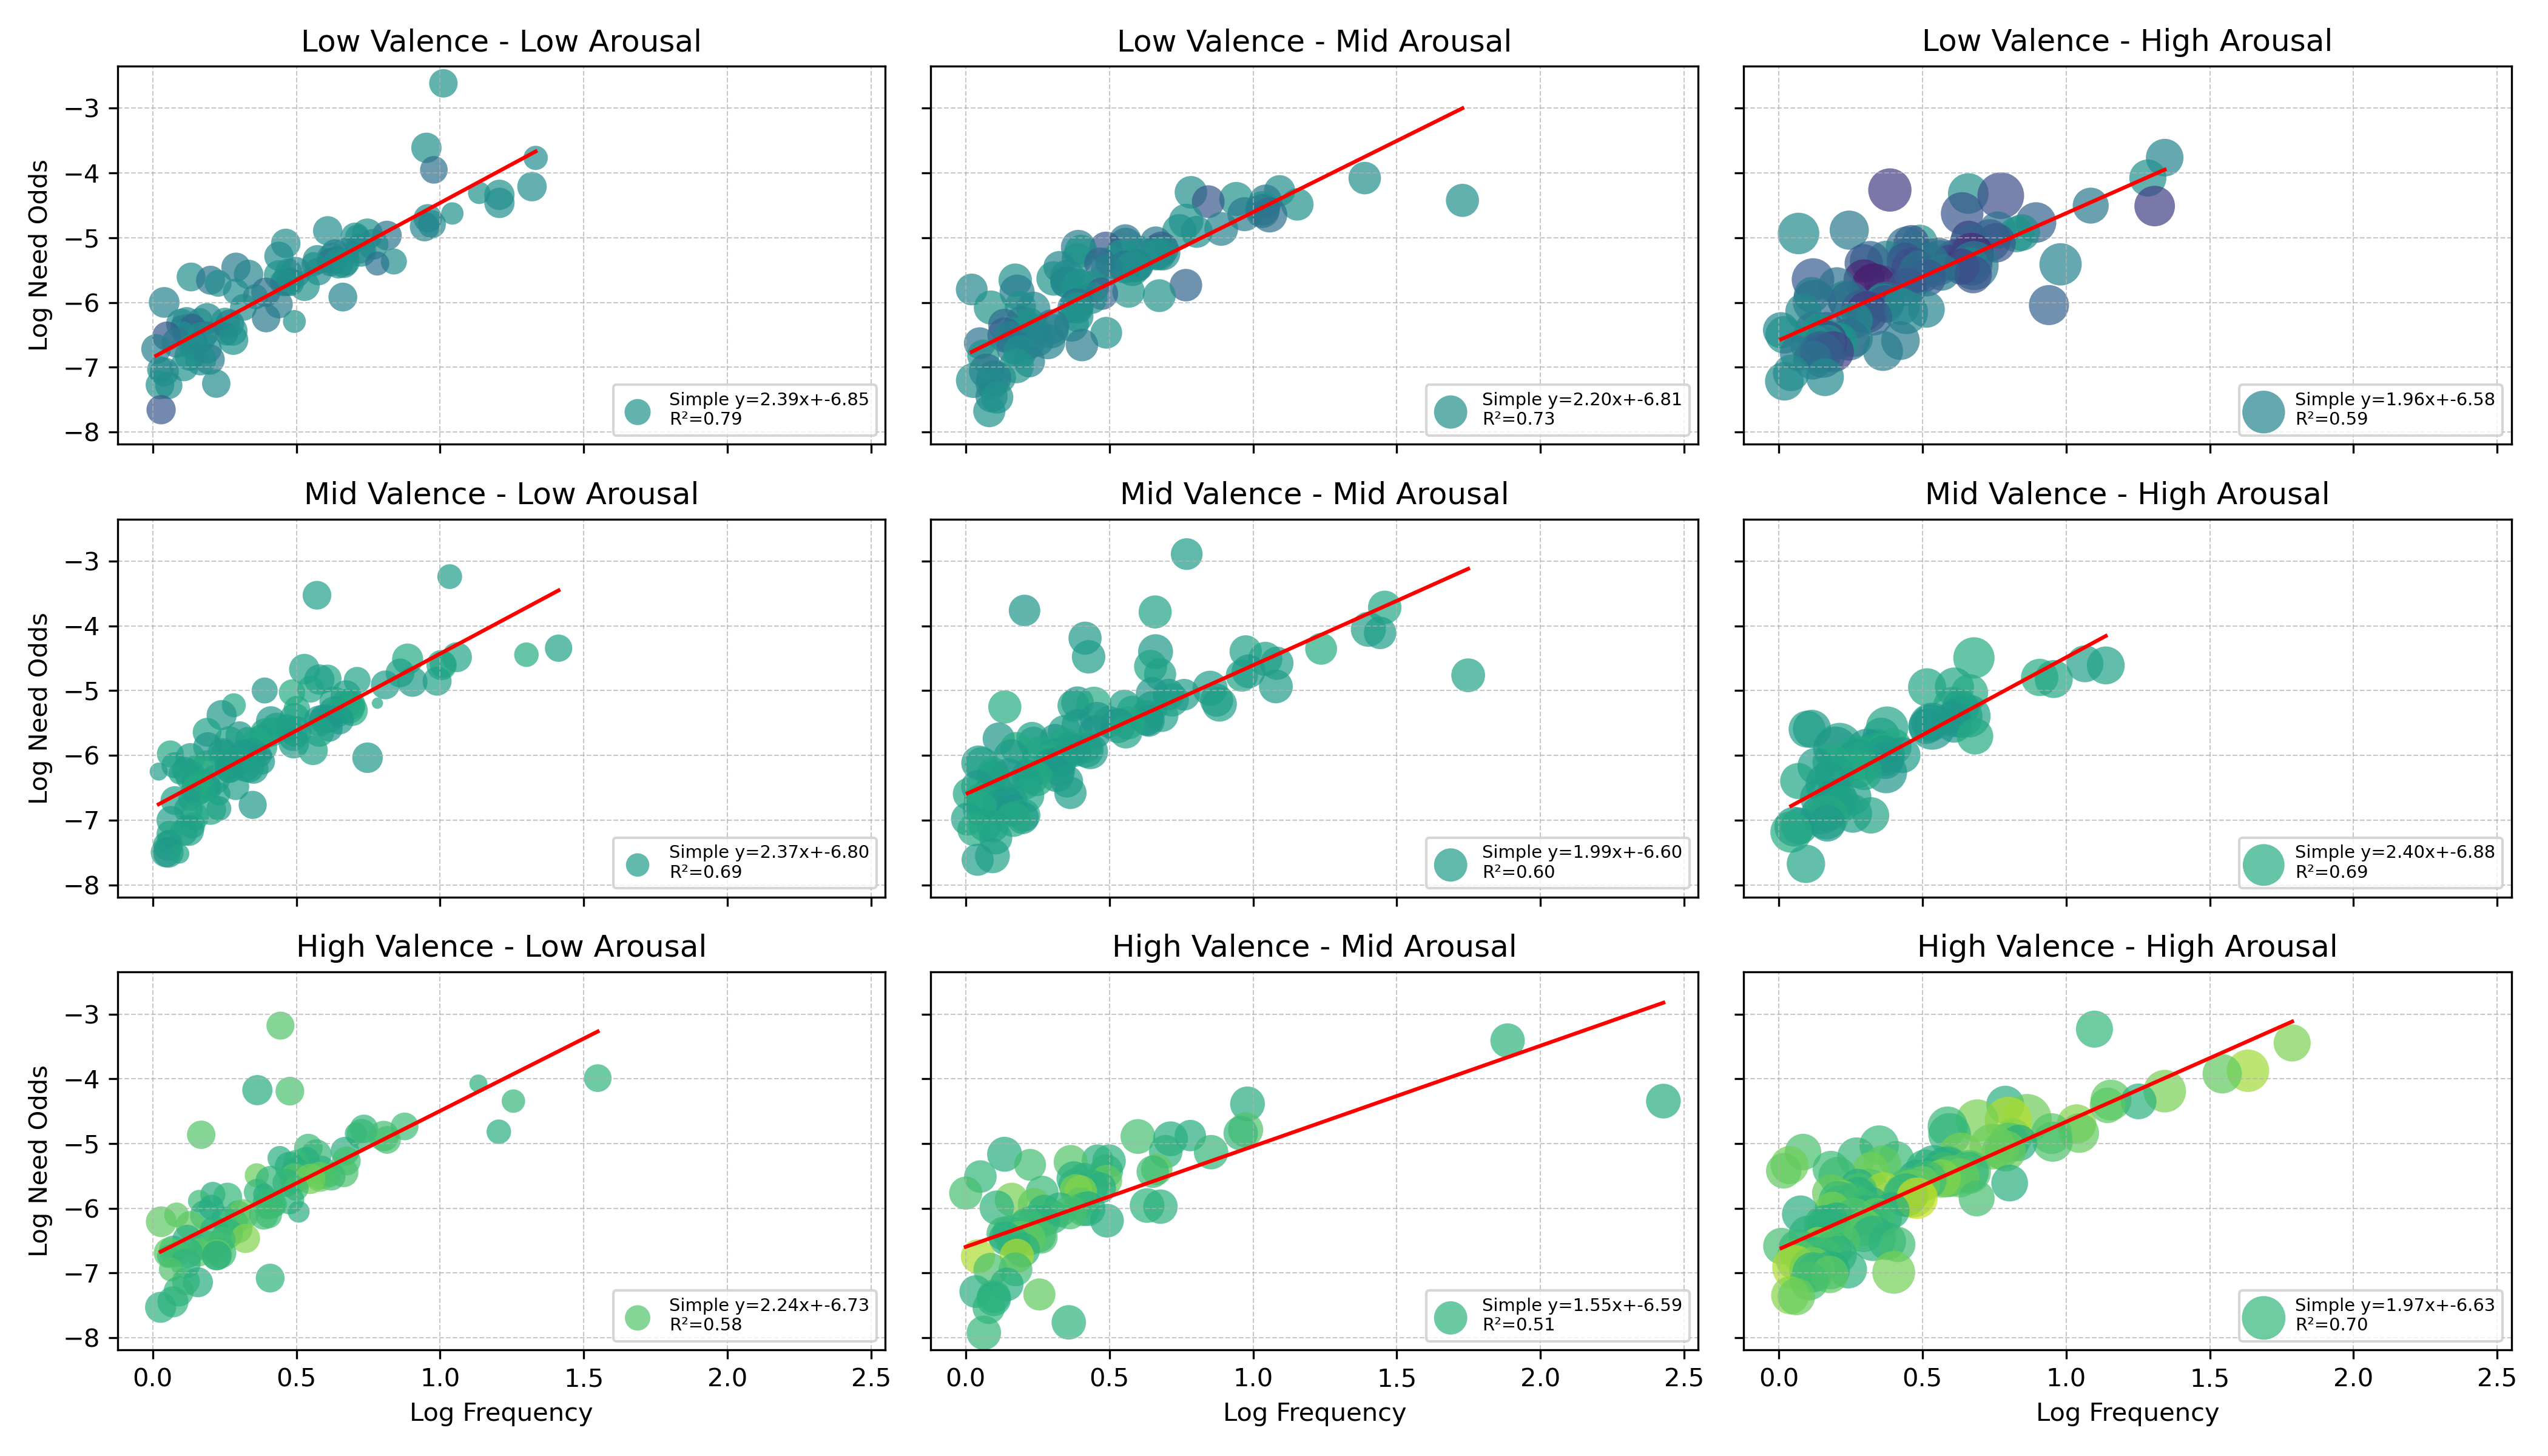 Low Valence - Low Arousal
Low Valence - Mid Arousal
Low Valence - High Arousal
Log Need Odds
−3
−4
−5
−6
−7
−8
Simple y=2.39x+-6.85
R²=0.79
Simple y=2.20x+-6.81
R²=0.73
Simple y=1.96x+-6.58
R²=0.59
Mid Valence - Low Arousal
Mid Valence - Mid Arousal
Mid Valence - High Arousal
Log Need Odds
−3
−4
−5
−6
−7
−8
Simple y=2.37x+-6.80
R²=0.69
Simple y=1.99x+-6.60
R²=0.60
Simple y=2.40x+-6.88
R²=0.69
High Valence - Low Arousal
High Valence - Mid Arousal
High Valence - High Arousal
Log Need Odds
−3
−4
−5
−6
−7
−8
Simple y=2.24x+-6.73
R²=0.58
Simple y=1.55x+-6.59
R²=0.51
Simple y=1.97x+-6.63
R²=0.70
0.0 0.5 1.0 1.5 2.0 2.5
0.0 0.5 1.0 1.5 2.0 2.5
0.0 0.5 1.0 1.5 2.0 2.5
Log Frequency
Log Frequency
Log Frequency